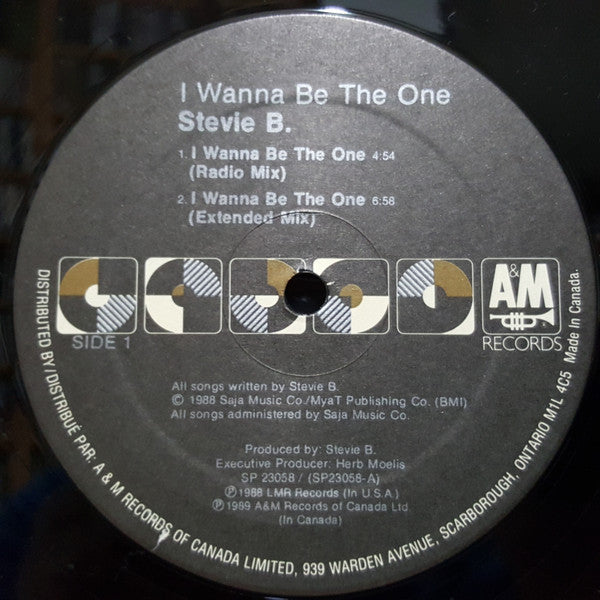 I Wanna Be The One
Stevie B.
1. I Wanna Be The One 4:54
(Radio Mix)
2. I Wanna Be The One 6:58
(Extended Mix)
A&M
RECORDS
SIDE 1
All songs written by Stevie B.
© 1988 Saja Music Co./MyaT Publishing Co. (BMI)
All songs administered by Saja Music Co.
Produced by: Stevie B.
Executive Producer: Herb Moelis
SP 23058 / (SP23058-A)
℗ 1988 LMR Records (In U.S.A.)
℗ 1989 A&M Records of Canada Ltd
(In Canada)
DISTRIBUTED BY/DISTRIBUÉ PAR: A & M RECORDS OF CANADA LIMITED, 939 WARDEN AVENUE, SCARBOROUGH, ONTARIO M1L 4C5 Made In Canada.